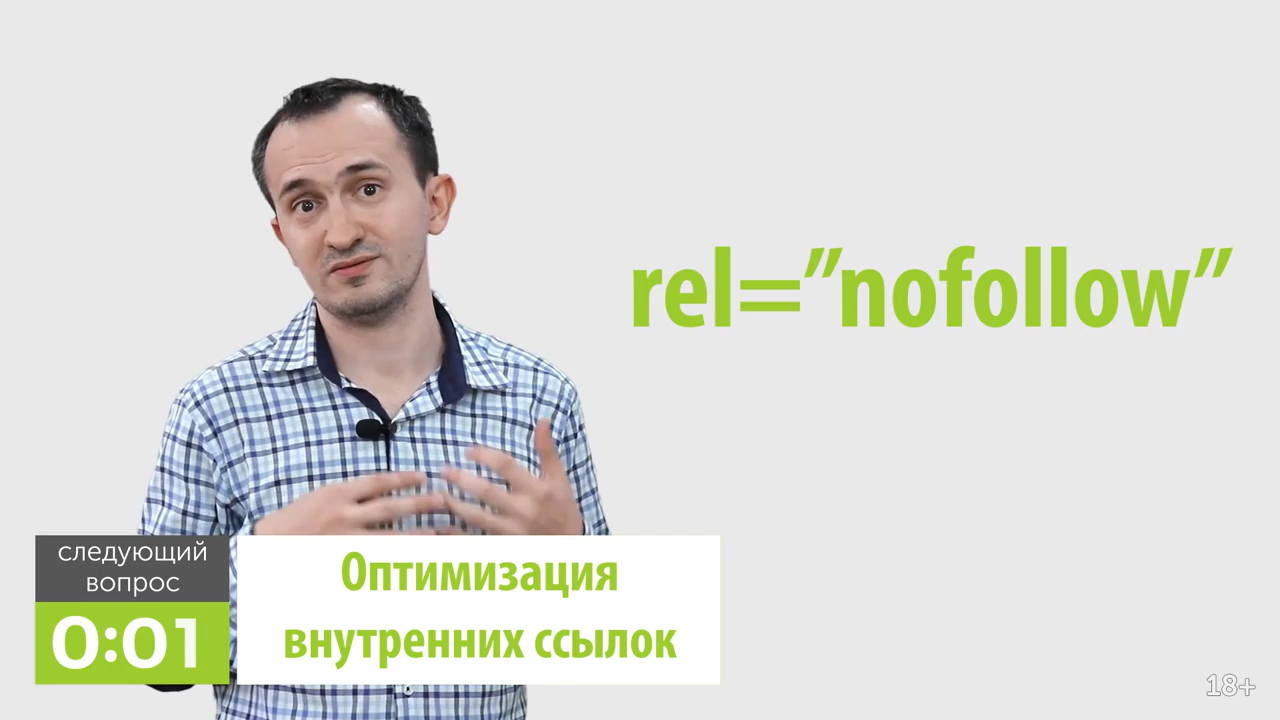 rel=”nofollow”
следующий
вопрос
0:01
Оптимизация
внутренних ссылок
18+